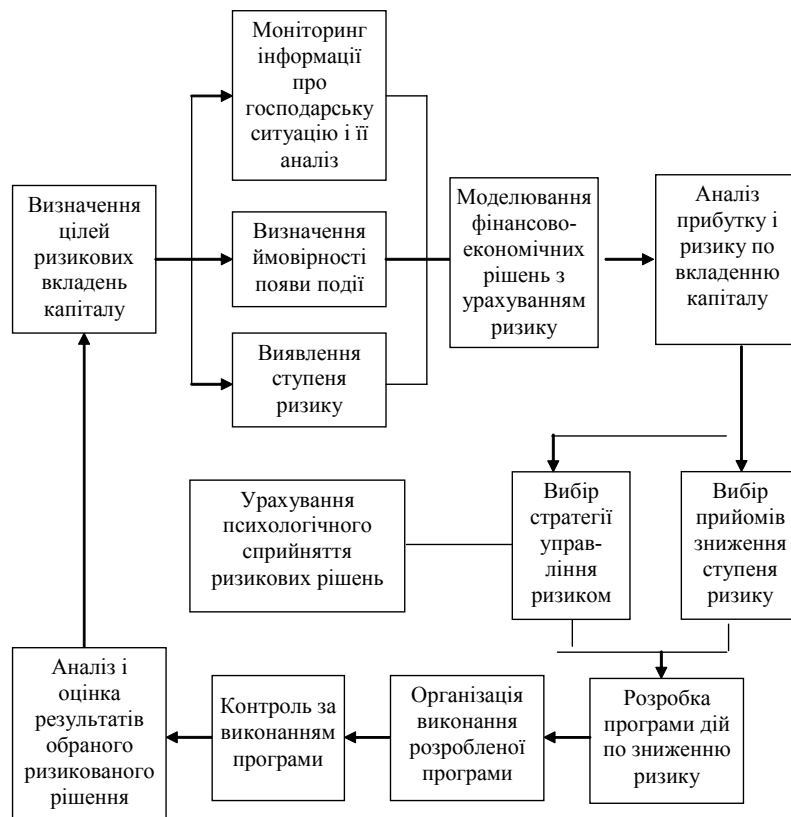 Моніторинг
інформації
про
господарську
ситуацію і її
аналіз
Визначення
цілей
ризикових
вкладень
капіталу
Визначення
ймовірності
появи події
Виявлення
ступеня
ризику
Моделювання
фінансово-
економічних
рішень з
урахуванням
ризику
Аналіз
прибутку і
ризику по
вкладенню
капіталу
Урахування
психологічного
сприйняття
ризикових рішень
Вибір
стратегії
управ-
ління
ризиком
Вибір
прийомів
зниження
ступеня
ризику
Аналіз і
оцінка
результатів
обраного
ризикованого
рішення
Контроль за
виконанням
програми
Організація
виконання
розробленої
програми
Розробка
програми дій
по зниженню
ризику